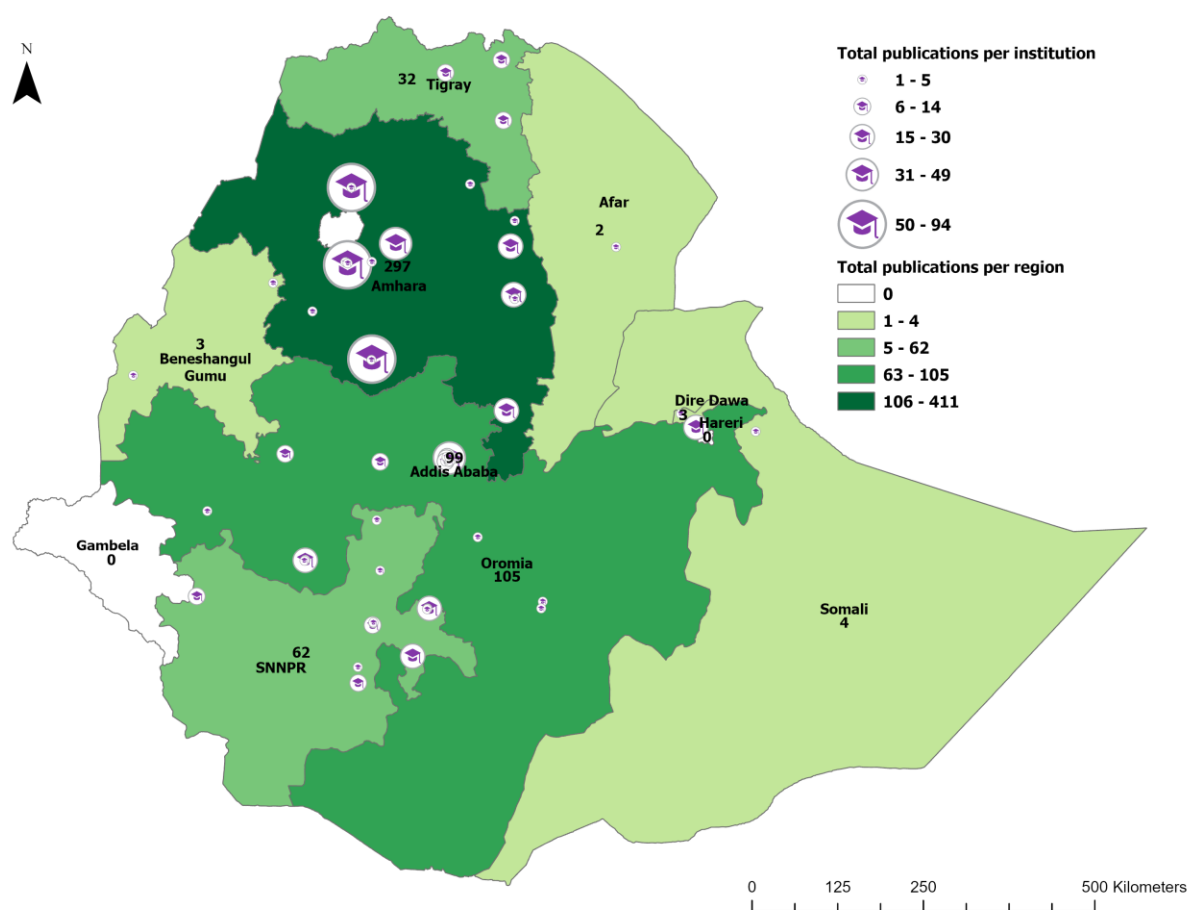 N
Total publications per institution
1 - 5
6 - 14
15 - 30
31 - 49
50 - 94
Total publications per region
0
1 - 4
5 - 62
63 - 105
106 - 411
32
Tigray
Afar
2
297
Amhara
3
Beneshangul
Gumu
Dire Dawa
3
Hareri
0
99
Addis Ababa
Gambela
0
Oromia
105
Somali
4
62
SNNPR
0
125
250
500 Kilometers